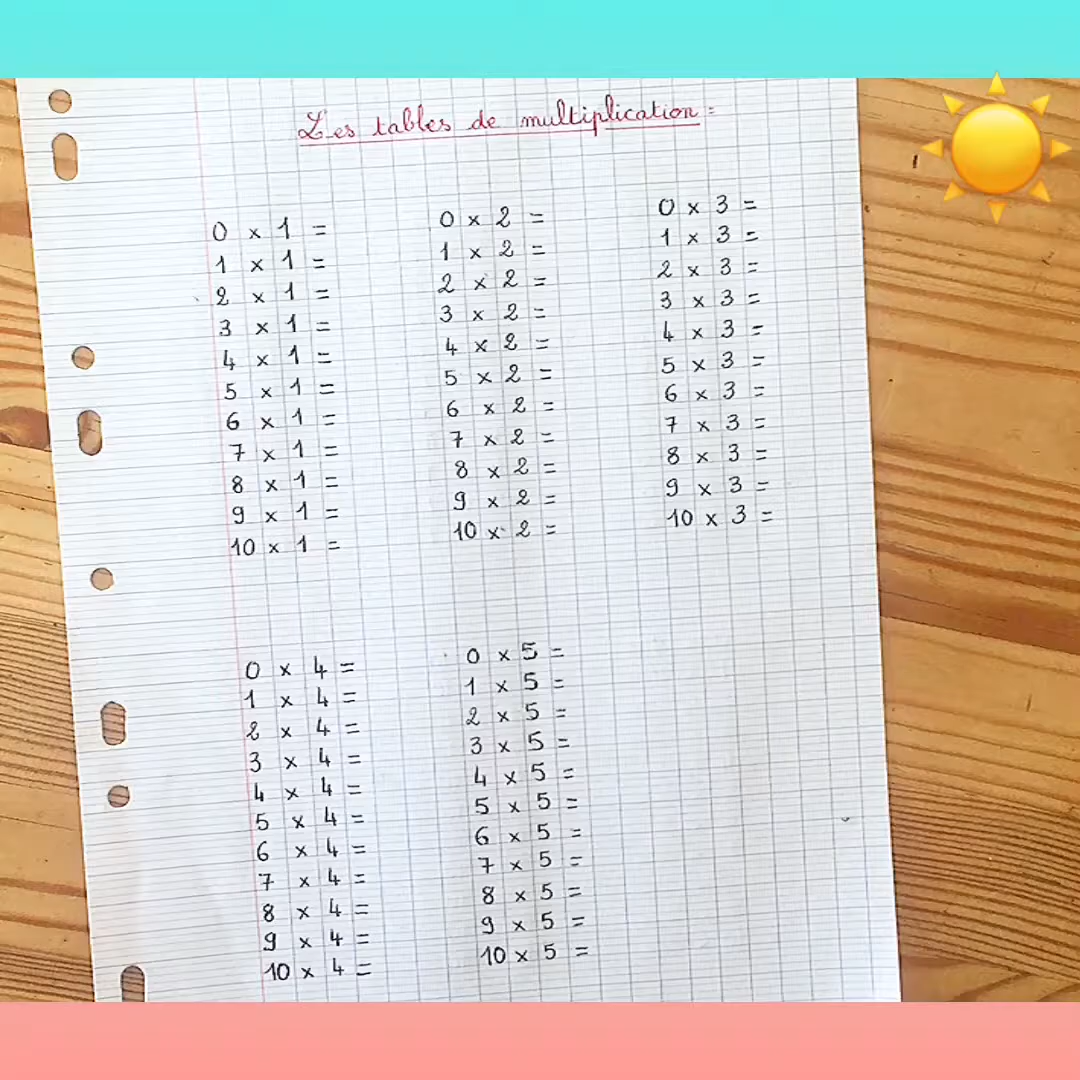 Les tables de multiplication :
0 x 1 =
1 x 1 =
2 x 1 =
3 x 1 =
4 x 1 =
5 x 1 =
6 x 1 =
7 x 1 =
8 x 1 =
9 x 1 =
10 x 1 =
0 x 2 =
1 x 2 =
2 x 2 =
3 x 2 =
4 x 2 =
5 x 2 =
6 x 2 =
7 x 2 =
8 x 2 =
9 x 2 =
10 x 2 =
0 x 3 =
1 x 3 =
2 x 3 =
3 x 3 =
4 x 3 =
5 x 3 =
6 x 3 =
7 x 3 =
8 x 3 =
9 x 3 =
10 x 3 =
0 x 4 =
1 x 4 =
2 x 4 =
3 x 4 =
4 x 4 =
5 x 4 =
6 x 4 =
7 x 4 =
8 x 4 =
9 x 4 =
10 x 4 =
0 x 5 =
1 x 5 =
2 x 5 =
3 x 5 =
4 x 5 =
5 x 5 =
6 x 5 =
7 x 5 =
8 x 5 =
9 x 5 =
10 x 5 =